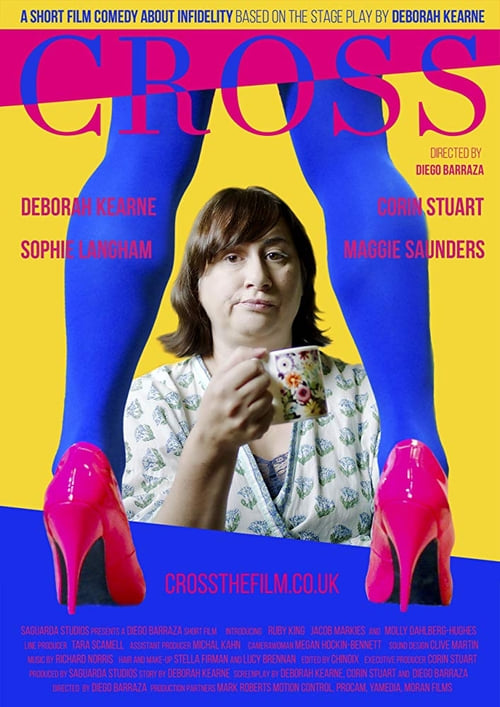 A SHORT FILM COMEDY ABOUT INFIDELITY BASED ON THE STAGE PLAY BY DEBORAH KEARNE
CROSS
DIRECTED BY
DIEGO BARRAZA
DEBORAH KEARNE
CORIN STUART
SOPHIE LANGHAM
MAGGIE SAUNDERS
CROSSTHEFILM.CO.UK
SAGUARDA STUDIOS PRESENTS A DIEGO BARRAZA SHORT FILM INTRODUCING RUBY KING JACOB MARKIES AND MOLLY DAHLBERG-HUGHES
LINE PRODUCER TARA SCAMELL ASSISTANT PRODUCER MICHAL KAHN CAMERAWOMAN MEGAN HOCKIN-BENNETT SOUND DESIGN CLIVE MARTIN
MUSIC BY RICHARD NORRIS HAIR AND MAKE-UP STELLA FIRMAN AND LUCY BRENNAN EDITED BY CHINOIX EXECUTIVE PRODUCER CORIN STUART
PRODUCED BY SAGUARDA STUDIOS STORY BY DEBORAH KEARNE SCREENPLAY BY DEBORAH KEARNE, CORIN STUART AND DIEGO BARRAZA
DIRECTED BY DIEGO BARRAZA PRODUCTION PARTNERS MARK ROBERTS MOTION CONTROL, PROCAM, YAMEDIA, MORAN FILMS